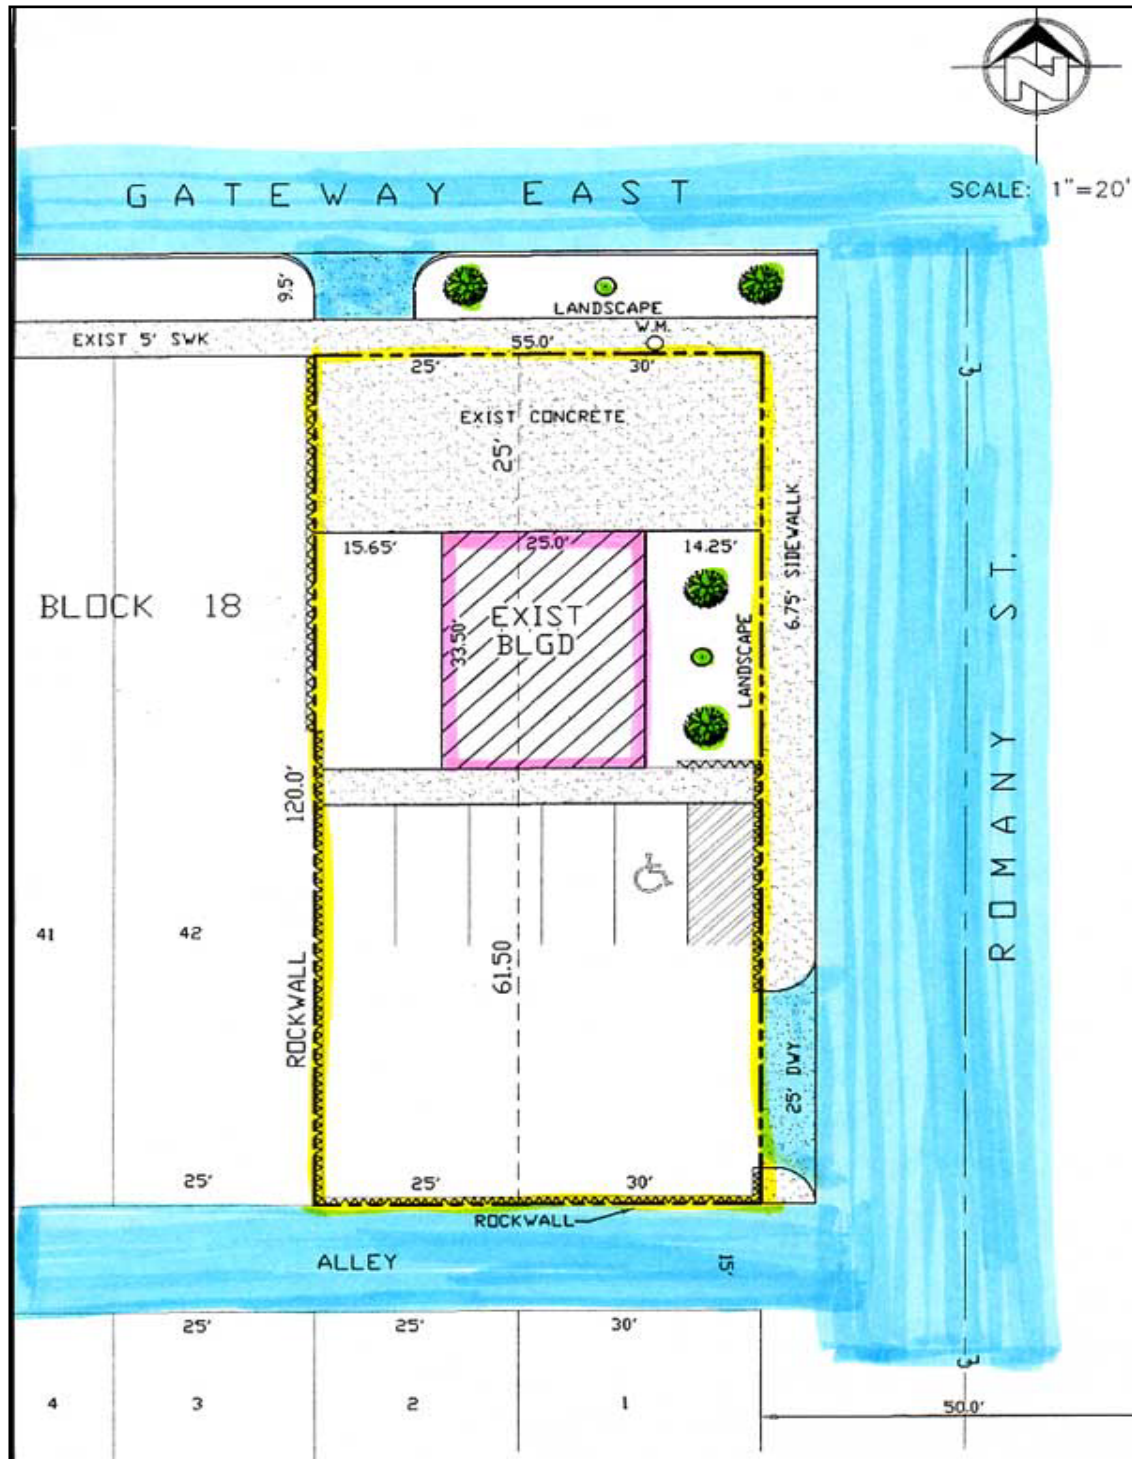 N
GATEWAY EAST
SCALE: 1"=20'
9.5'
LANDSCAPE
W.M.
EXIST 5' SWK
55.0'
25'
30'
EXIST CONCRETE
25'
15.65'
25.0'
14.25'
6.75' SIDEWALLK
BLOCK 18
EXIST
BLGD
33.50'
LANDSCAPE
ROMANY ST.
120.0'
41
42
61.50
ROCKWALL
25' DWY
25'
25'
30'
ROCKWALL
ALLEY
15'
25'
25'
30'
4
3
2
1
50.0'